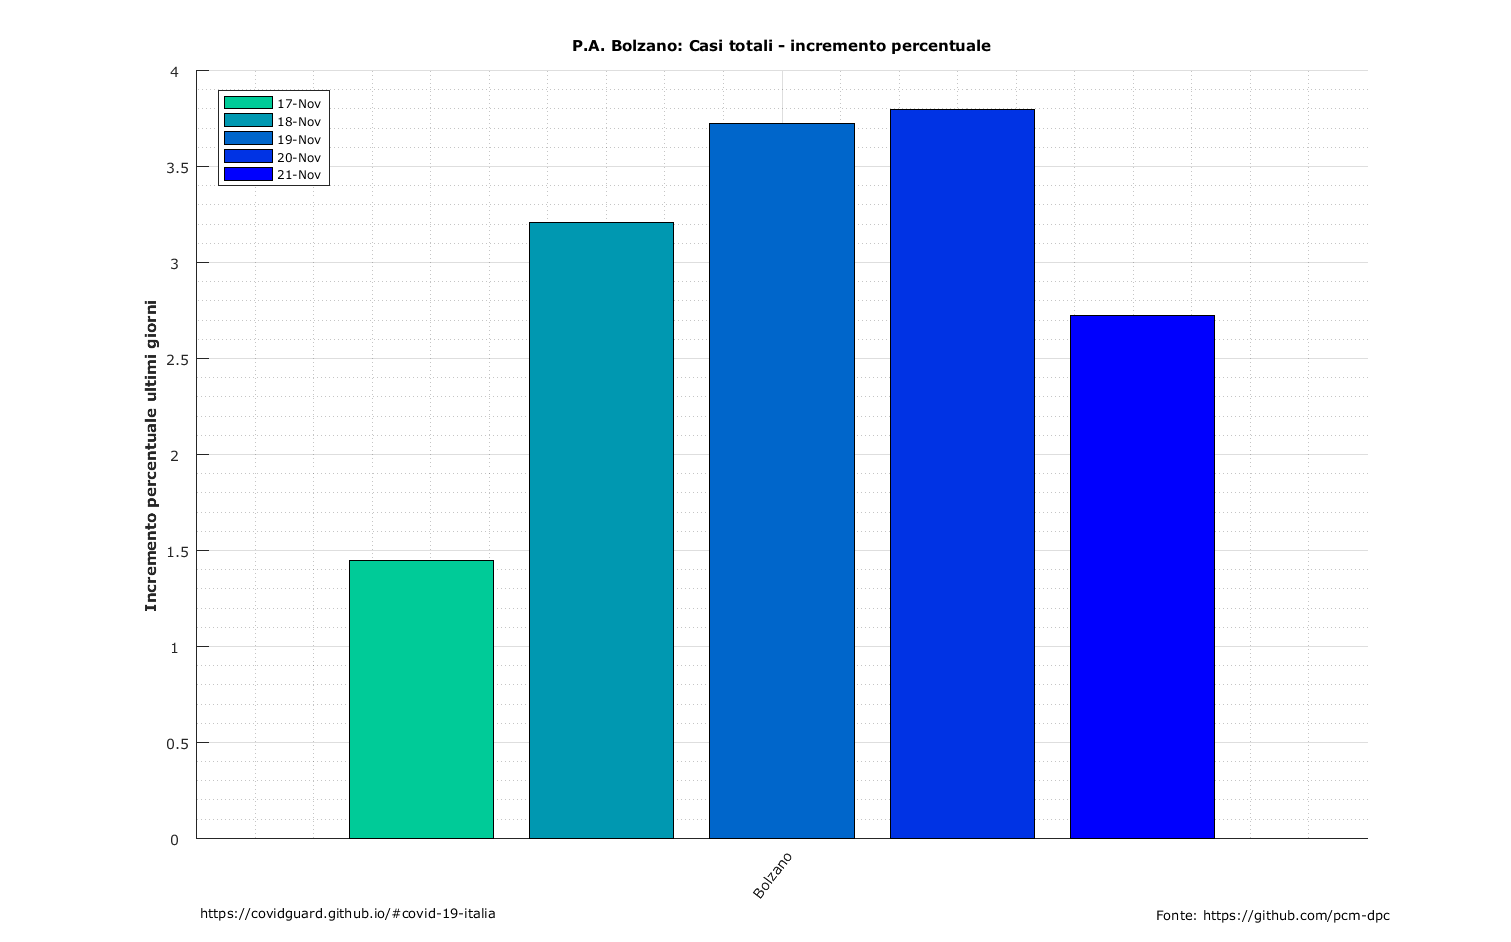 P.A. Bolzano: Casi totali - incremento percentuale
4
3.5
3
2.5
2
1.5
1
0.5
0
Incremento percentuale ultimi giorni
17-Nov
18-Nov
19-Nov
20-Nov
21-Nov
Bolzano
https://covidguard.github.io/#covid-19-italia
Fonte: https://github.com/pcm-dpc